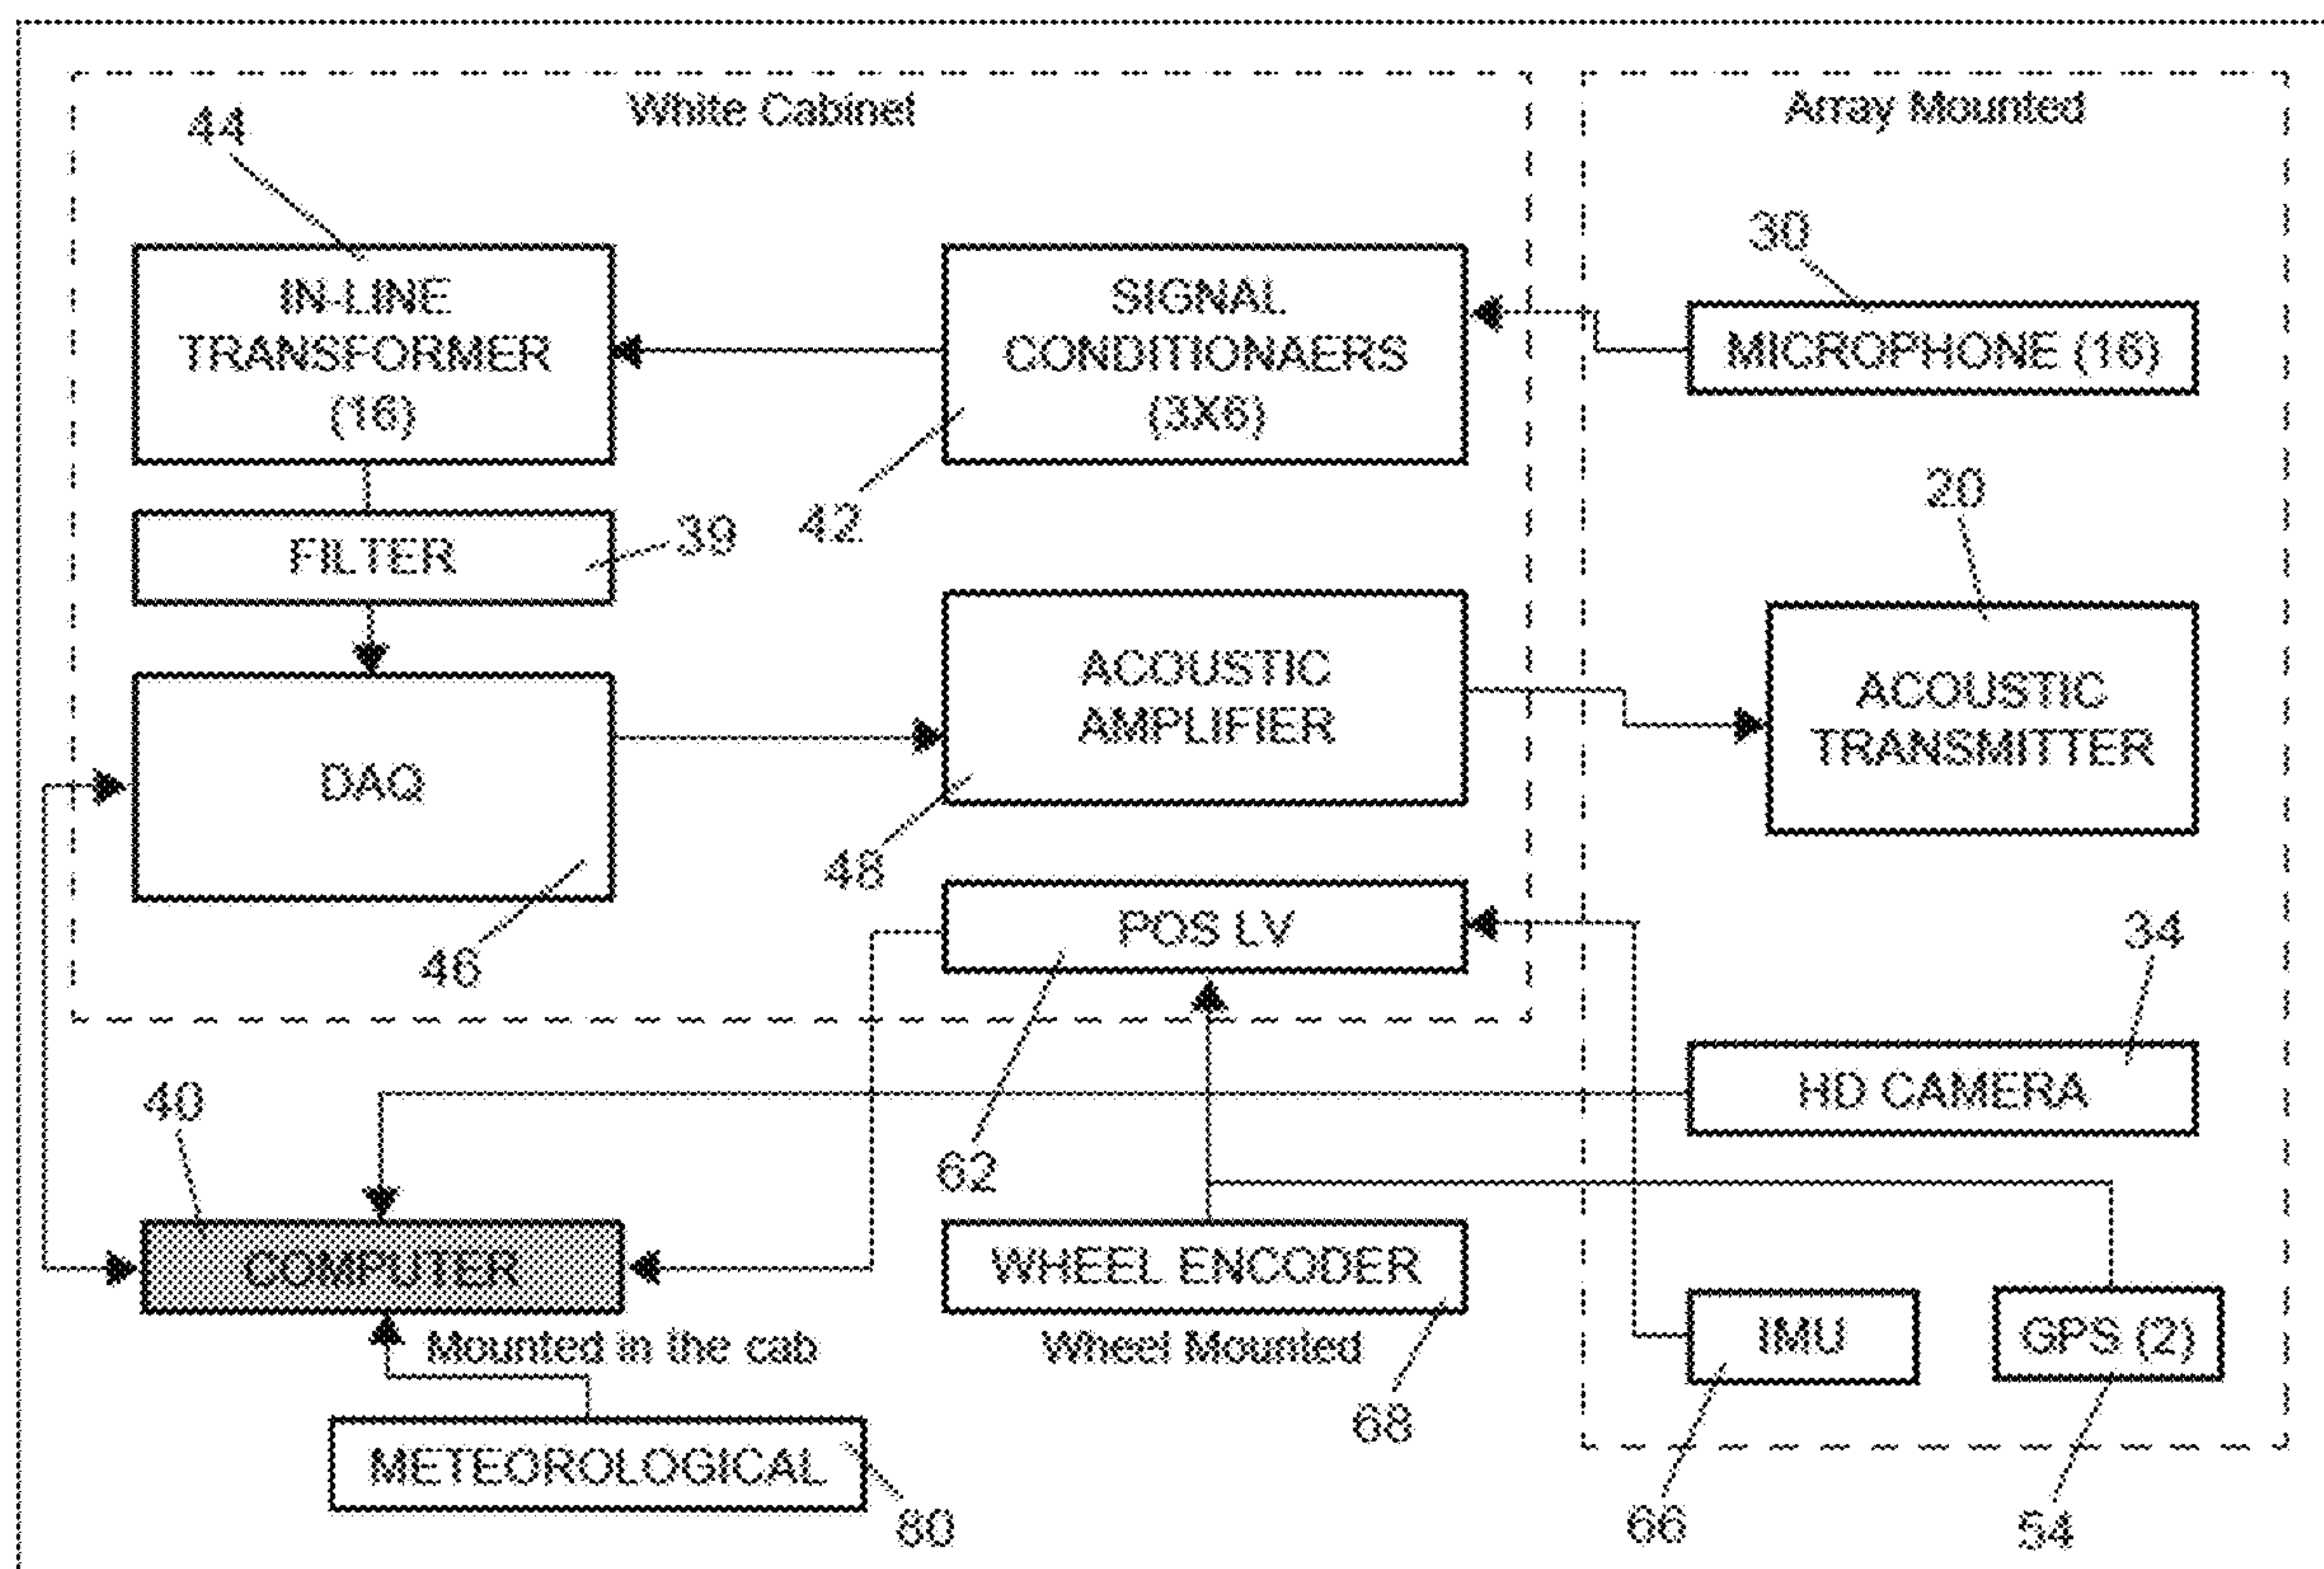 White Cabinet
Array Mounted
44
30
IN-LINE
TRANSFORMER
(16)
SIGNAL
CONDITIONAERS
(3X6)
MICROPHONE (16)
42
20
FILTER
39
ACOUSTIC
AMPLIFIER
ACOUSTIC
TRANSMITTER
DAQ
48
46
POS LV
34
HD CAMERA
40
62
COMPUTER
Mounted in the cab
WHEEL ENCODER
Wheel Mounted
IMU
GPS (2)
68
METEOROLOGICAL
60
66
54